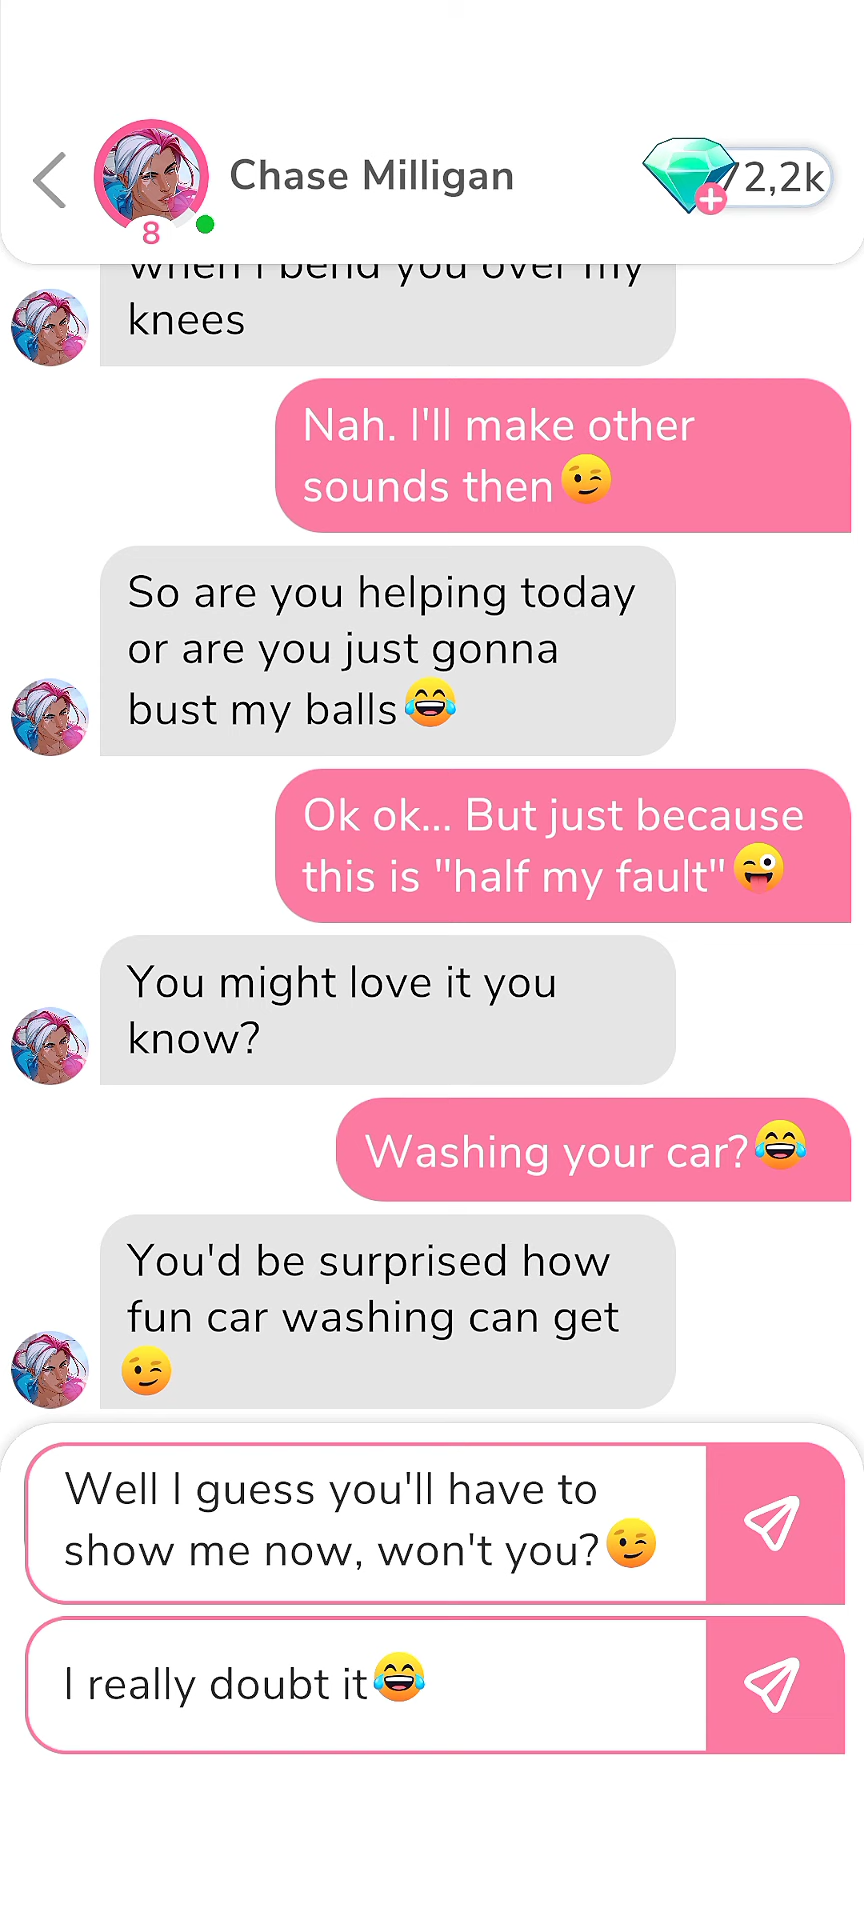 Chase Milligan
2,2k
8
when I bend you over my
knees
Nah. I'll make other
sounds then😉
So are you helping today
or are you just gonna
bust my balls😂
Ok ok... But just because
this is "half my fault"😜
You might love it you
know?
Washing your car?😂
You'd be surprised how
fun car washing can get
😉
Well I guess you'll have to
show me now, won't you?😉
I really doubt it😂